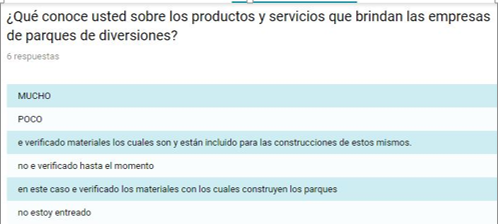 ¿Qué conoce usted sobre los productos y servicios que brindan las empresas
de parques de diversiones?
6 respuestas
MUCHO
POCO
e verificado materiales los cuales son y están incluido para las construcciones de estos mismos.
no e verificado hasta el momento
en este caso e verificado los materiales con los cuales construyen los parques
no estoy entreado